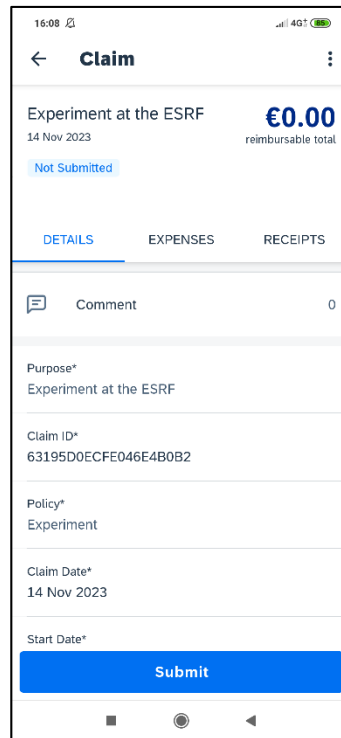 16:08 4G 85
Claim
Experiment at the ESRF €0.00
14 Nov 2023 reimbursable total
Not Submitted
DETAILS EXPENSES RECEIPTS
Comment 0
Purpose*
Experiment at the ESRF
Claim ID*
63195D0ECFE046E4B0B2
Policy*
Experiment
Claim Date*
14 Nov 2023
Start Date*
Submit